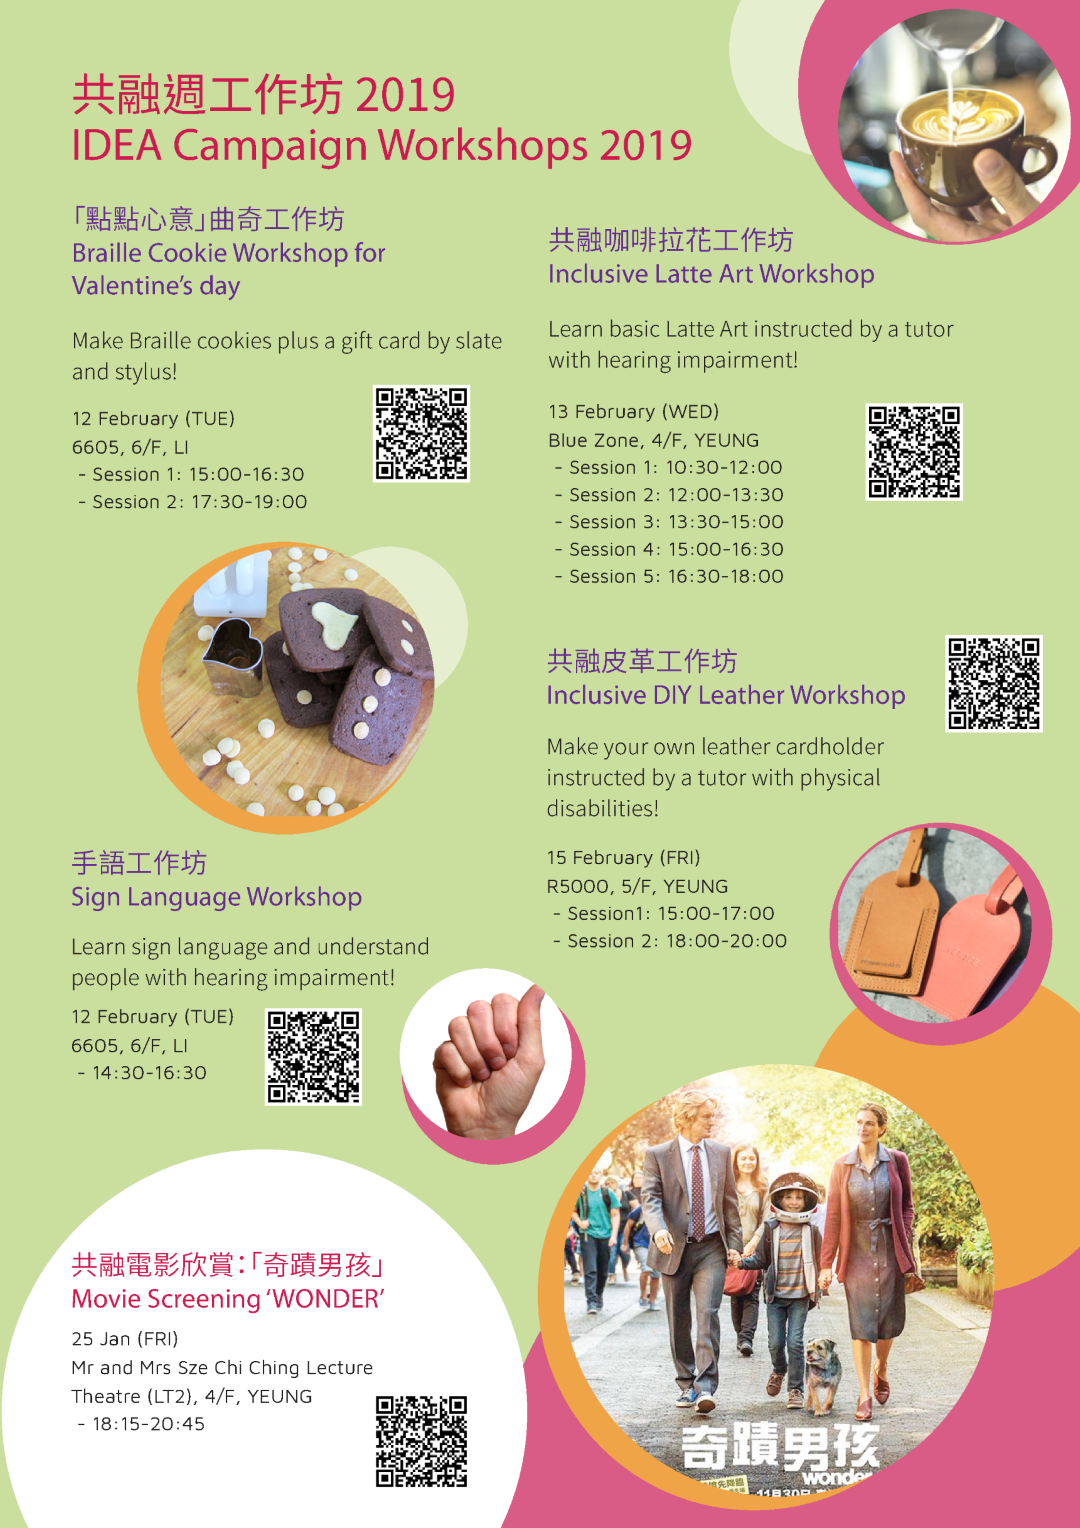 共融週工作坊 2019
IDEA Campaign Workshops 2019
「點點心意」曲奇工作坊
Braille Cookie Workshop for
Valentine’s day
Make Braille cookies plus a gift card by slate
and stylus!
12 February (TUE)
6605, 6/F, LI
- Session 1: 15:00-16:30
- Session 2: 17:30-19:00
共融咖啡拉花工作坊
Inclusive Latte Art Workshop
Learn basic Latte Art instructed by a tutor
with hearing impairment!
13 February (WED)
Blue Zone, 4/F, YEUNG
- Session 1: 10:30-12:00
- Session 2: 12:00-13:30
- Session 3: 13:30-15:00
- Session 4: 15:00-16:30
- Session 5: 16:30-18:00
共融皮革工作坊
Inclusive DIY Leather Workshop
Make your own leather cardholder
instructed by a tutor with physical
disabilities!
15 February (FRI)
R5000, 5/F, YEUNG
- Session1: 15:00-17:00
- Session 2: 18:00-20:00
手語工作坊
Sign Language Workshop
Learn sign language and understand
people with hearing impairment!
12 February (TUE)
6605, 6/F, LI
- 14:30-16:30
共融電影欣賞：「奇蹟男孩」
Movie Screening ‘WONDER’
25 Jan (FRI)
Mr and Mrs Sze Chi Ching Lecture
Theatre (LT2), 4/F, YEUNG
- 18:15-20:45
奇蹟男孩
wonder
11月30日